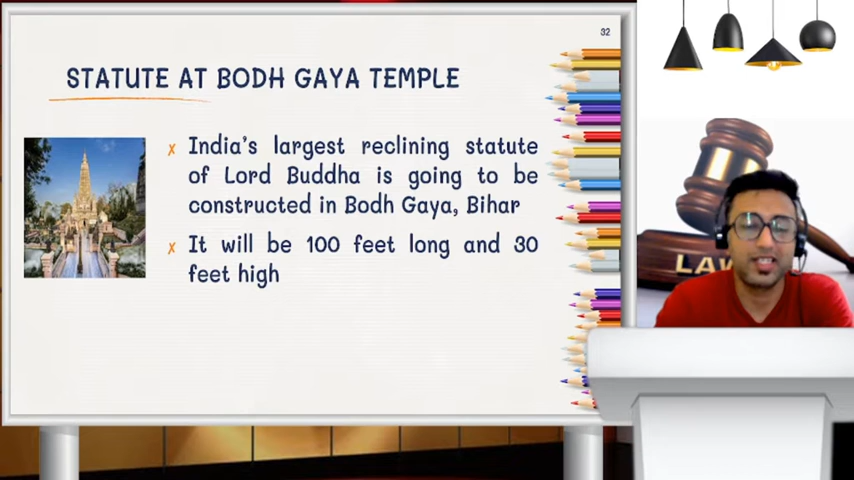 32
STATUTE AT BODH GAYA TEMPLE
India's largest reclining statute
of Lord Buddha is going to be
constructed in Bodh Gaya, Bihar
It will be 100 feet long and 30
feet high
LAW